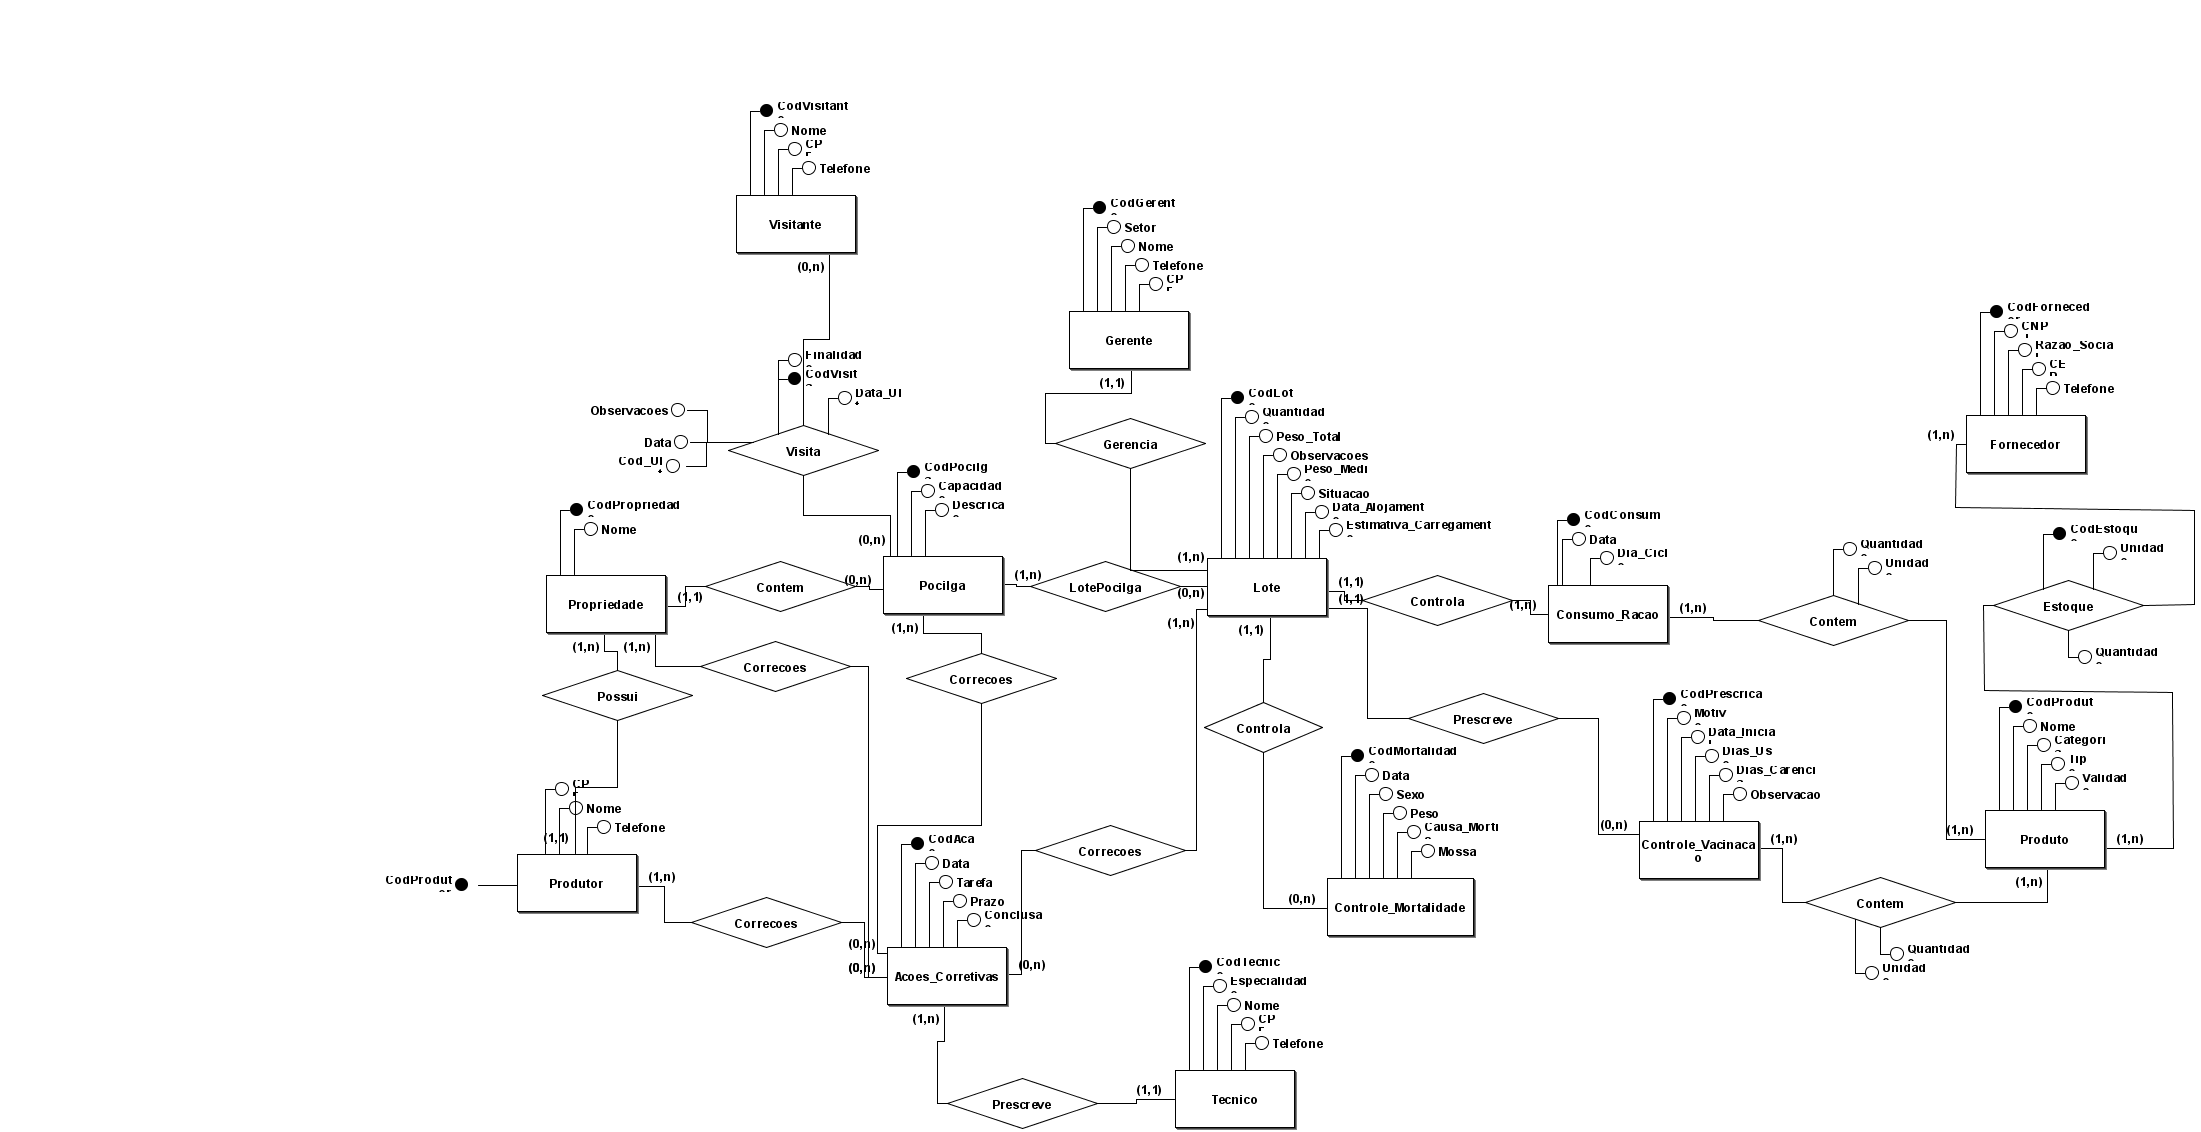 CodVisitant
Nome
CP
Telefone
Visitante
(0,n)
CodGerent
Setor
Nome
Telefone
CP
Gerente
(1,1)
CodForneced
CNP
Razao_Socia
CE
Telefone
Fornecedor
(1,n)
Finalidad
CodVisit
Data_Ul
Observacoes
Data
Cod_Ul
Visita
Gerencia
CodLot
Quantidad
Peso_Total
Observacoes
Peso_Medi
Situacao
Data_Alojament
Estimativa_Carregament
(1,n)
Lote
(1,1)
(1,1)
(0,n)
(1,n)
(1,1)
CodPocilg
Capacidad
Descrica
(0,n)
Pocilga
(0,n)
(1,n)
(1,n)
LotePocilga
CodPropriedad
Nome
Propriedade
(1,1)
(1,n)
(1,n)
Contem
Controla
CodConsum
Data
Dia_Cicl
Consumo_Racao
(1,n)
(1,n)
Quantidad
Unidad
Contem
CodEstoqu
Unidad
Estoque
Quantidad
Correcoes
Correcoes
Possui
Controla
Prescreve
CodPrescrica
Motiv
Data_Inicia
Dias_Us
Dias_Carenci
Observacao
(0,n)
Controle_Vacinaca
o
(1,n)
CodProdut
Nome
Categori
Tip
Validad
(1,n)
Produto
(1,n)
(1,n)
CP
Nome
Telefone
(1,1)
CodProdut
Produtor
(1,n)
Correcoes
CodMortalidad
Data
Sexo
Peso
Causa_Morti
Mossa
(0,n)
Controle_Mortalidade
CodAca
Data
Tarefa
Prazo
Conclusa
(0,n)
(0,n)
Acoes_Corretivas
(0,n)
(1,n)
Correcoes
Contem
Quantidad
Unidad
CodTecnic
Especialidad
Nome
CP
Telefone
(1,1)
Tecnico
Prescreve